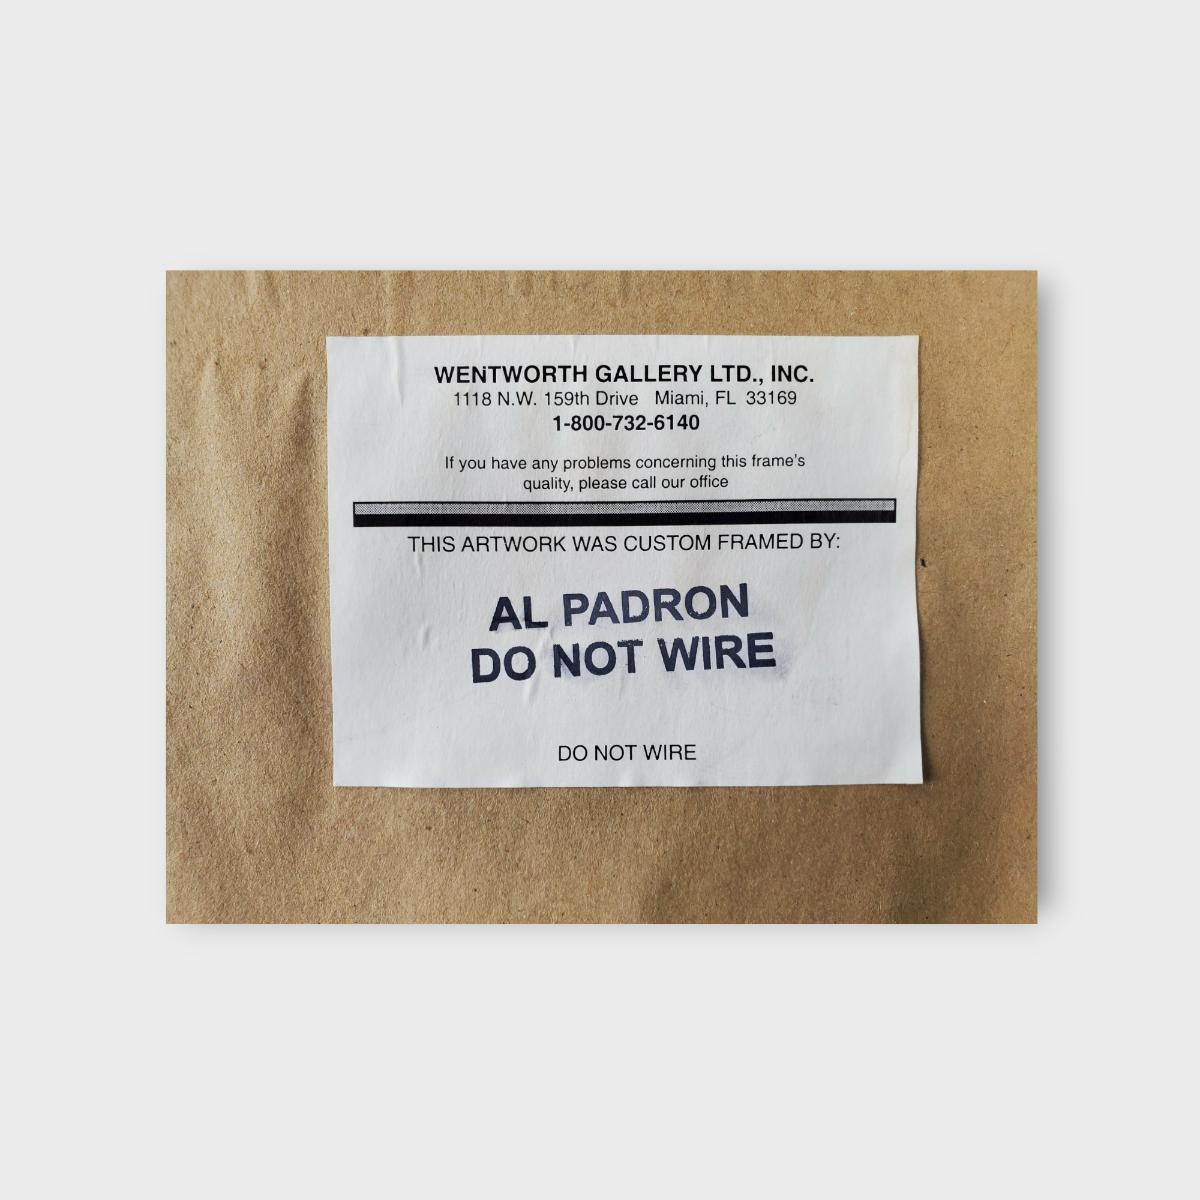 WENTWORTH GALLERY LTD., INC.
1118 N.W. 159th Drive   Miami, FL  33169
1-800-732-6140
If you have any problems concerning this frame's
quality, please call our office
THIS ARTWORK WAS CUSTOM FRAMED BY:
AL PADRON
DO NOT WIRE
DO NOT WIRE